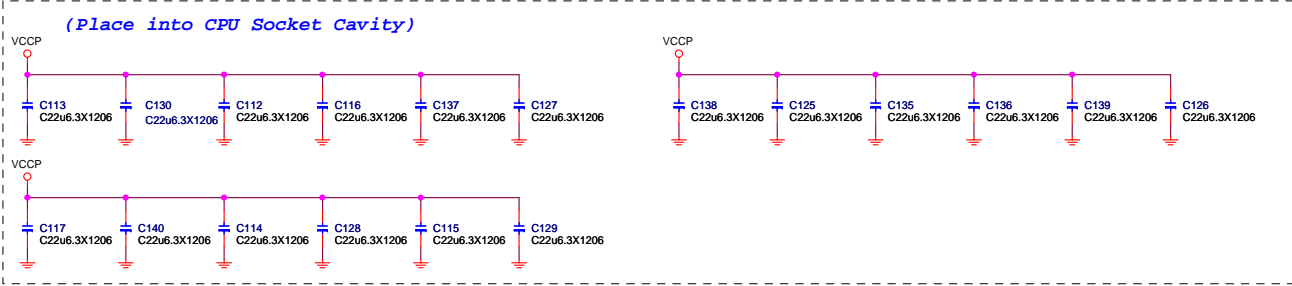 (Place into CPU Socket Cavity)
VCCP
C113
C22u6.3X1206
C130
C22u6.3X1206
C112
C22u6.3X1206
C116
C22u6.3X1206
C137
C22u6.3X1206
C127
C22u6.3X1206
VCCP
C138
C22u6.3X1206
C125
C22u6.3X1206
C135
C22u6.3X1206
C136
C22u6.3X1206
C139
C22u6.3X1206
C126
C22u6.3X1206
VCCP
C117
C22u6.3X1206
C140
C22u6.3X1206
C114
C22u6.3X1206
C128
C22u6.3X1206
C115
C22u6.3X1206
C129
C22u6.3X1206